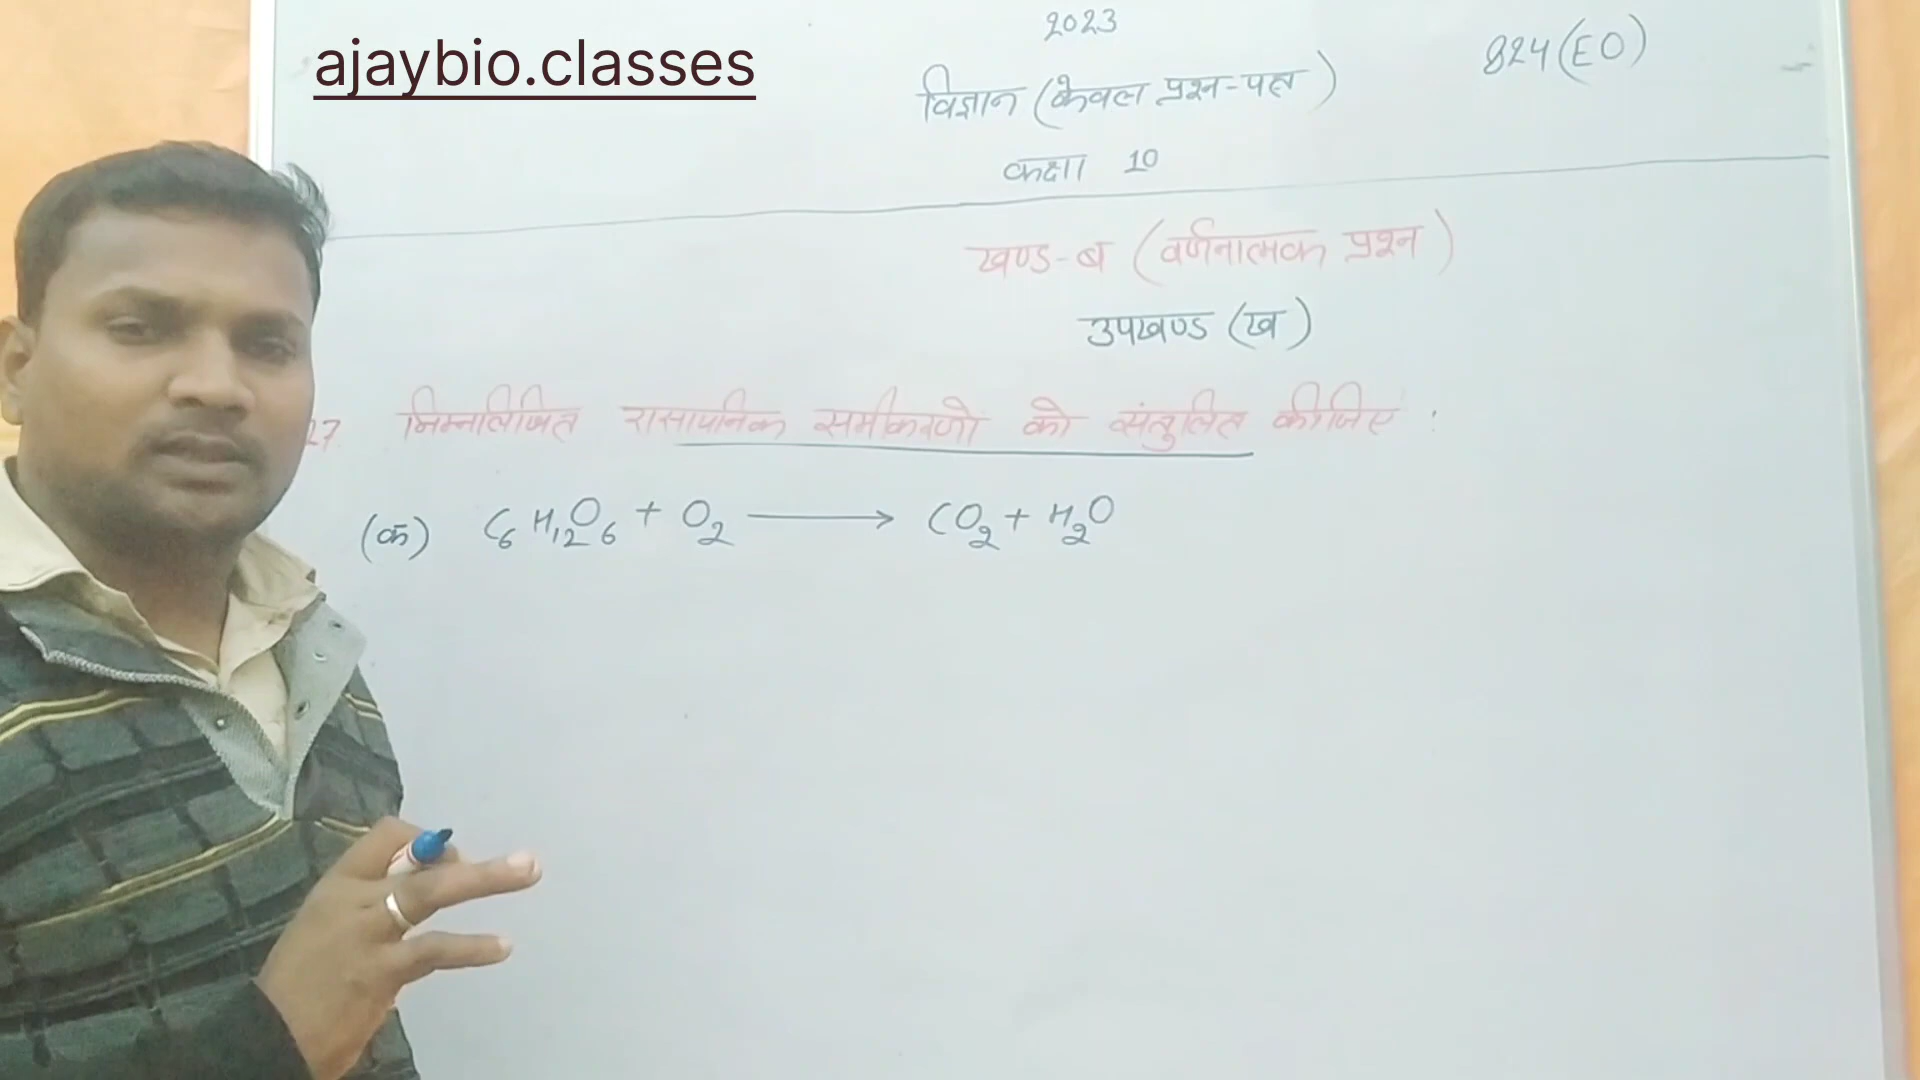 ajaybio.classes
2023
824(EO)
विज्ञान (केवल प्रश्न-पत्र)
कक्षा 10
खण्ड-ब (वर्णनात्मक प्रश्न)
उपखण्ड (ख)
27. निम्नलिखित रासायनिक समीकरणो को संतुलित कीजिए :
(क) C₆H₁₂O₆ + O₂ ⟶ CO₂ + H₂O